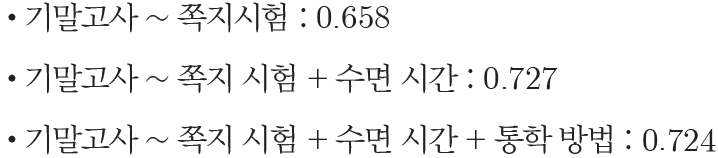 • 기말고사 ~ 쪽지시험 : 0.658
• 기말고사 ~ 쪽지 시험 + 수면 시간 : 0.727
• 기말고사 ~ 쪽지 시험 + 수면 시간 + 통학 방법 : 0.724